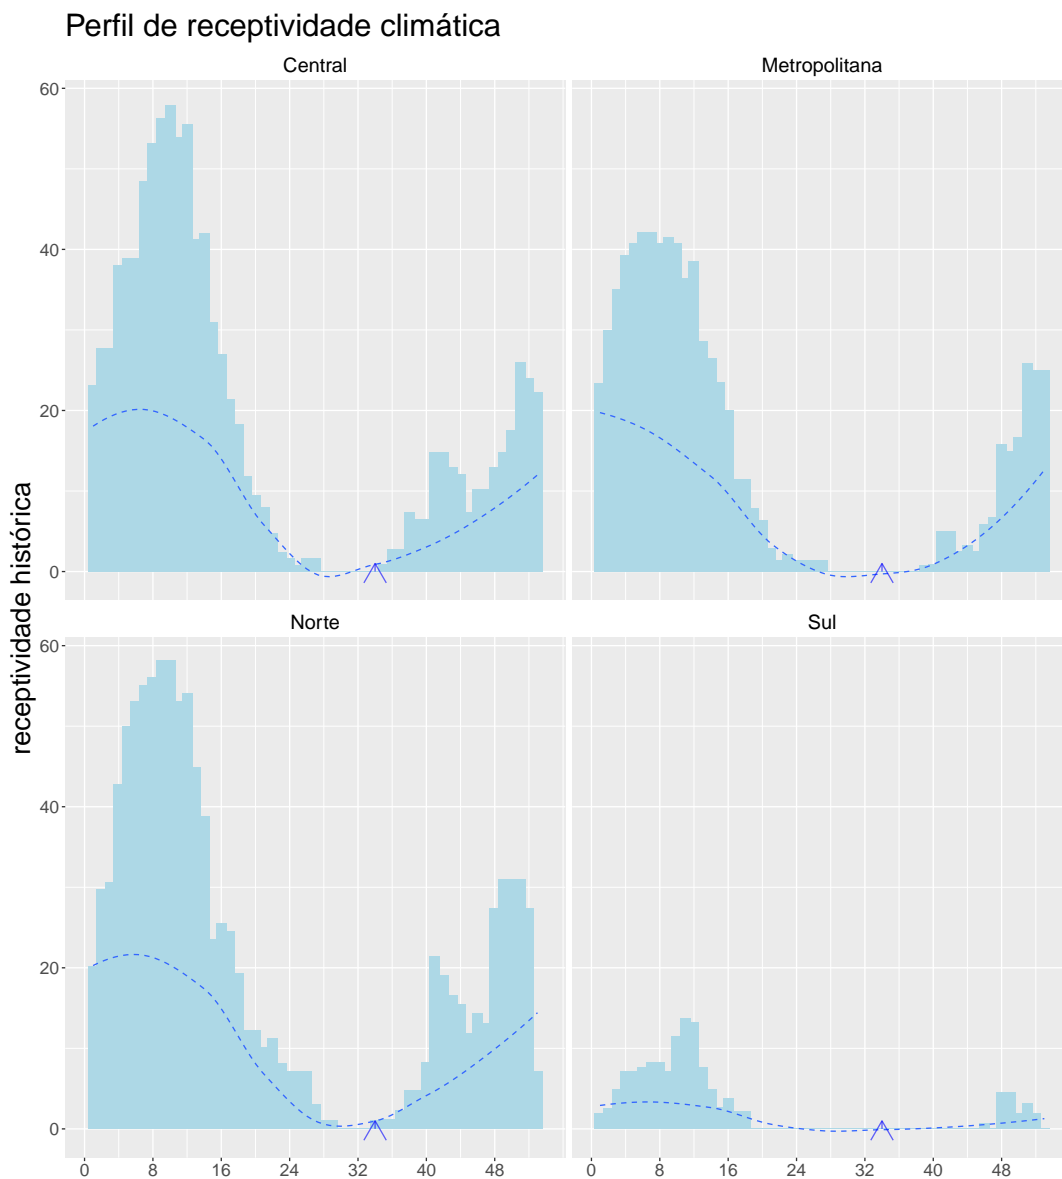 Perfil de receptividade climática
Central
Metropolitana
60
40
20
0
receptividade histórica
Norte
Sul
60
40
20
0
0 8 16 24 32 40 48
0 8 16 24 32 40 48